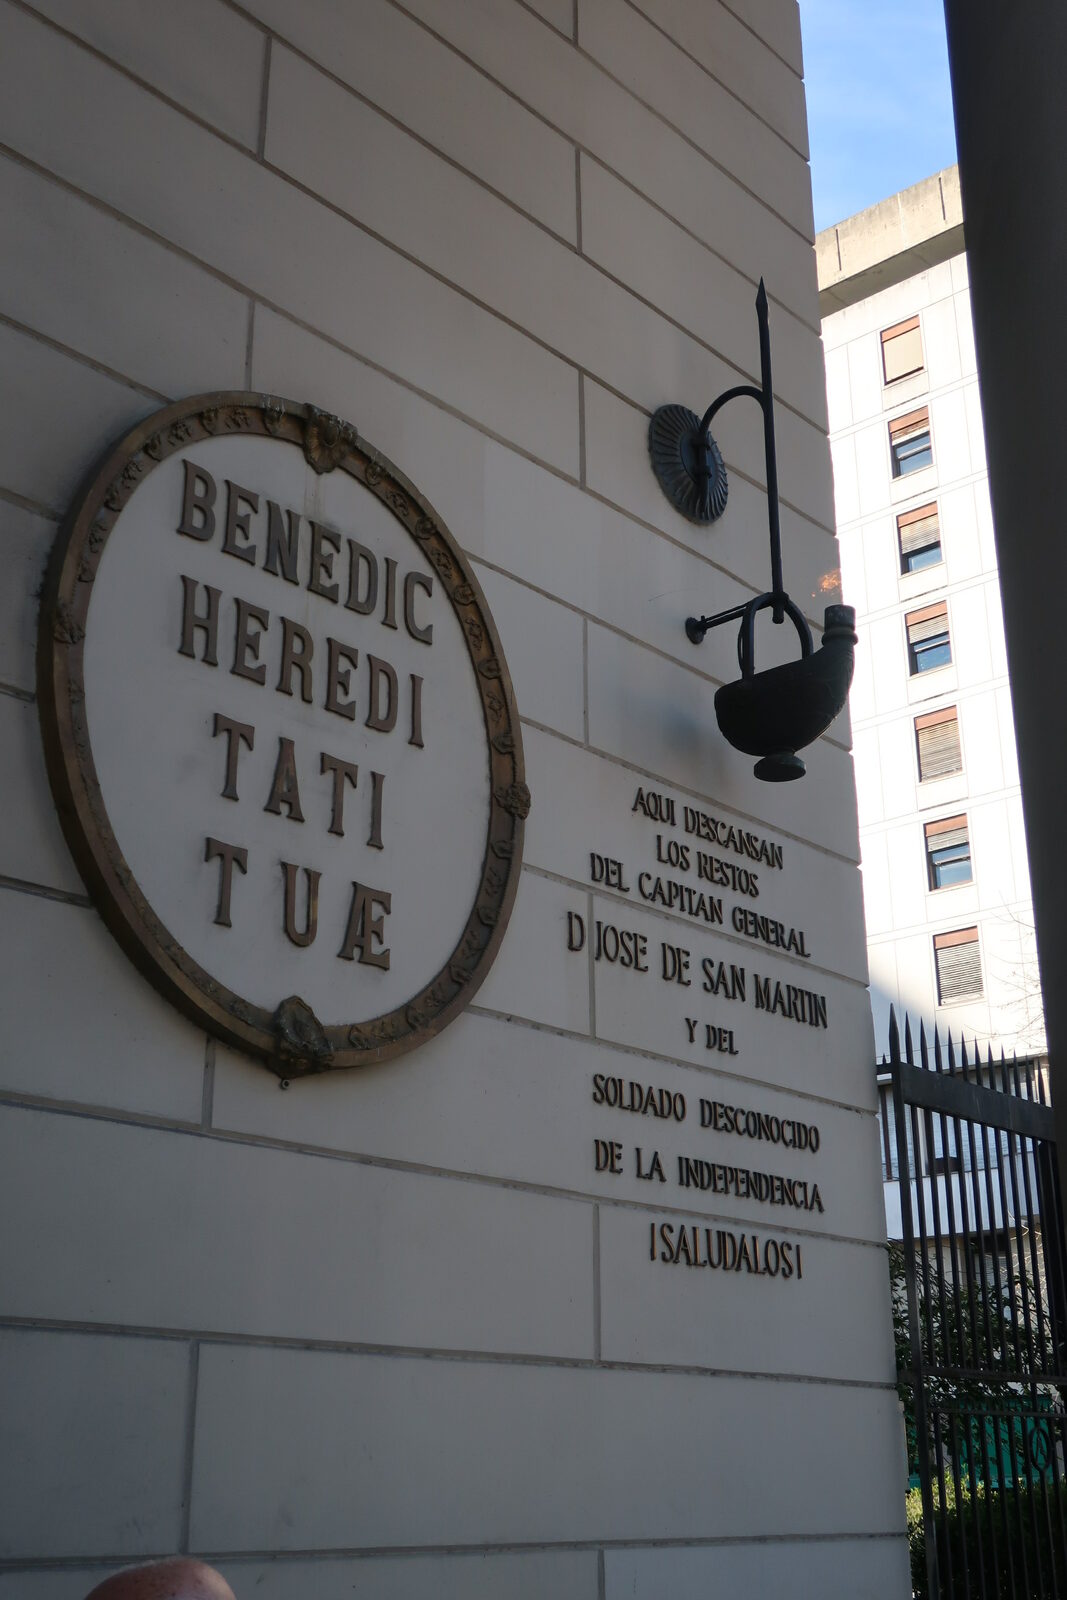 BENEDIC
HEREDI
TATI
TUÆ
AQUI DESCANSAN
LOS RESTOS
DEL CAPITAN GENERAL
D JOSE DE SAN MARTIN
Y DEL
SOLDADO DESCONOCIDO
DE LA INDEPENDENCIA
¡SALUDALOS!